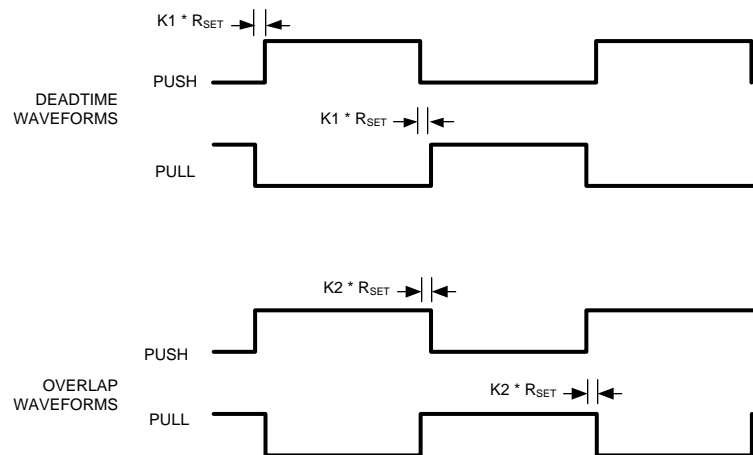 K1 * RSET
PUSH
DEADTIME
WAVEFORMS
K1 * RSET
PULL
K2 * RSET
PUSH
OVERLAP
WAVEFORMS
K2 * RSET
PULL